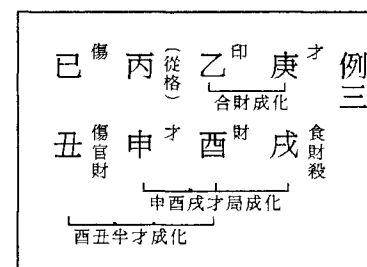 例三
才
庚
印
乙
(從格)
丙
傷
已
合財成化
食財殺
戌
財
酉
才
申
傷官財
丑
申酉戌才局成化
酉丑半才成化